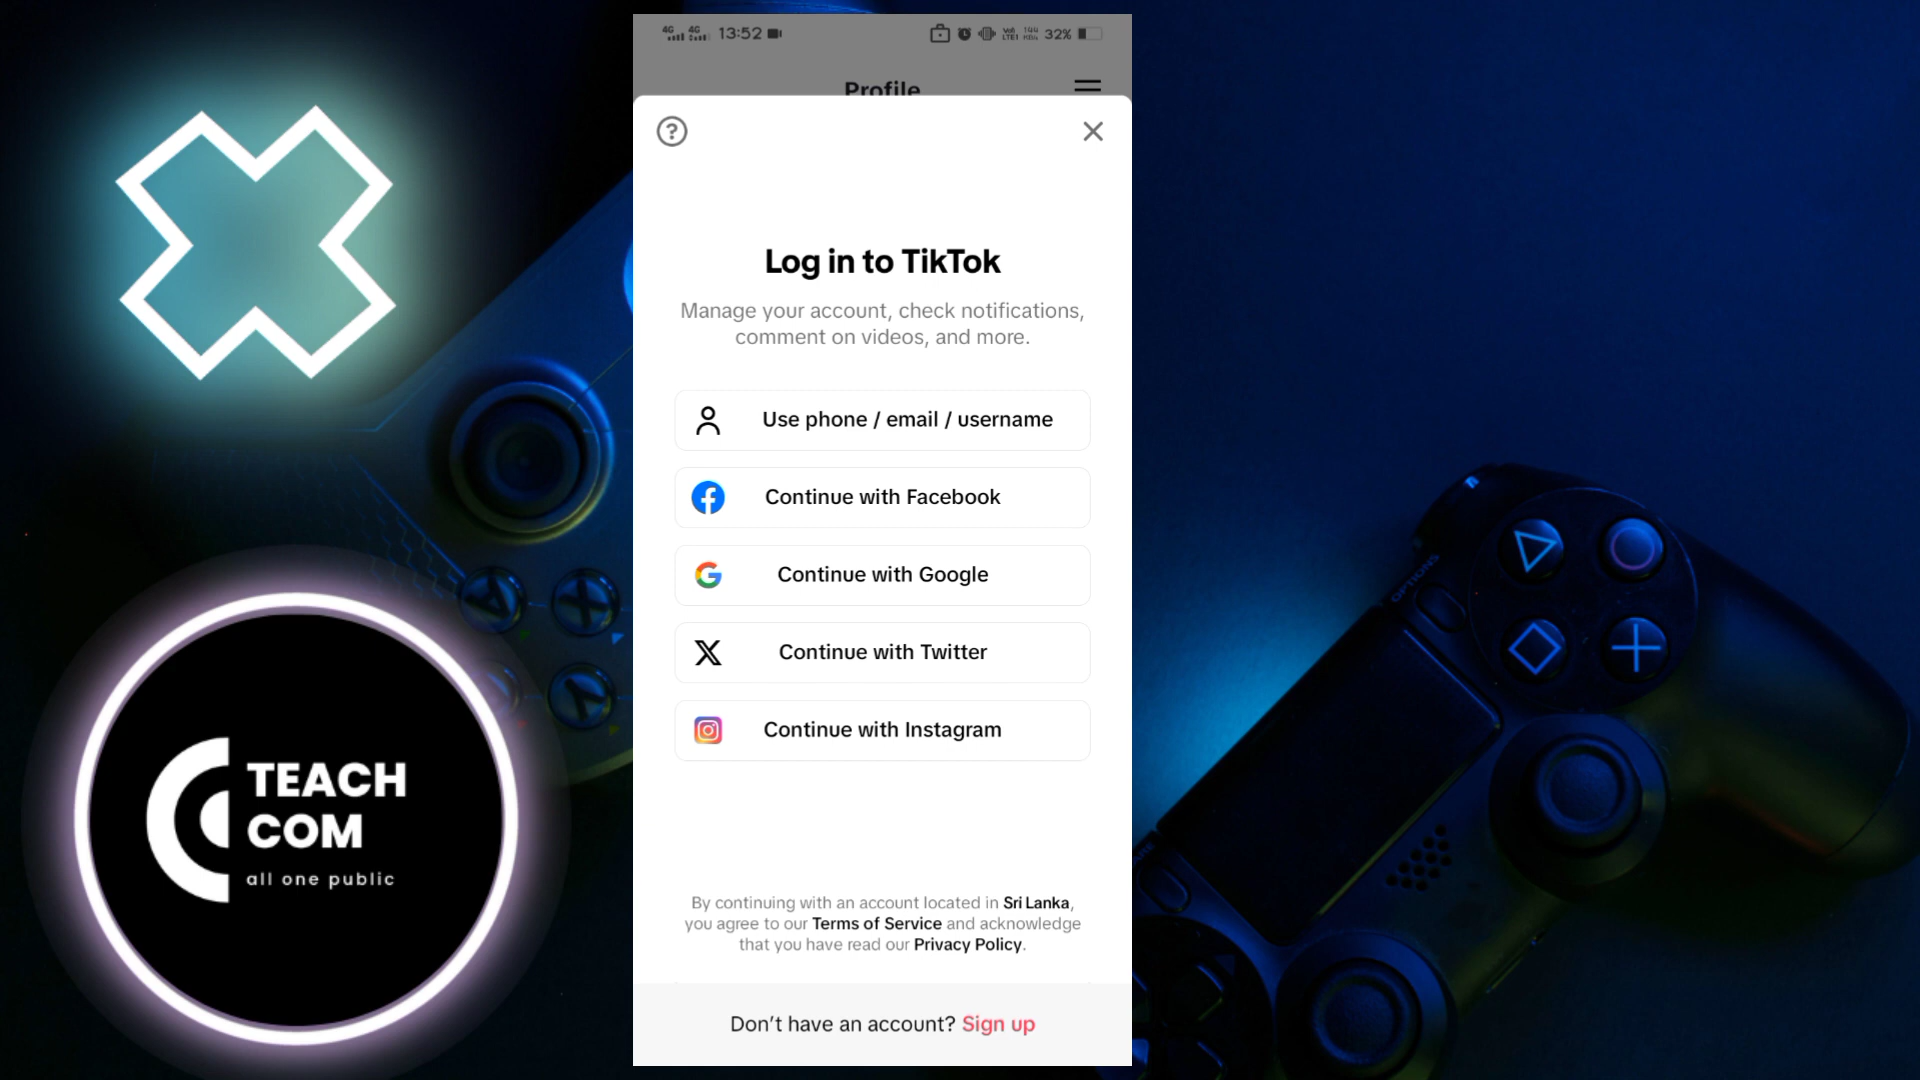 4G 4G 13:52
32%
Profile
Log in to TikTok
Manage your account, check notifications,
comment on videos, and more.
Use phone / email / username
Continue with Facebook
Continue with Google
Continue with Twitter
Continue with Instagram
By continuing with an account located in Sri Lanka,
you agree to our Terms of Service and acknowledge
that you have read our Privacy Policy.
Don't have an account? Sign up
TEACH
COM
all one public
OPTIONS